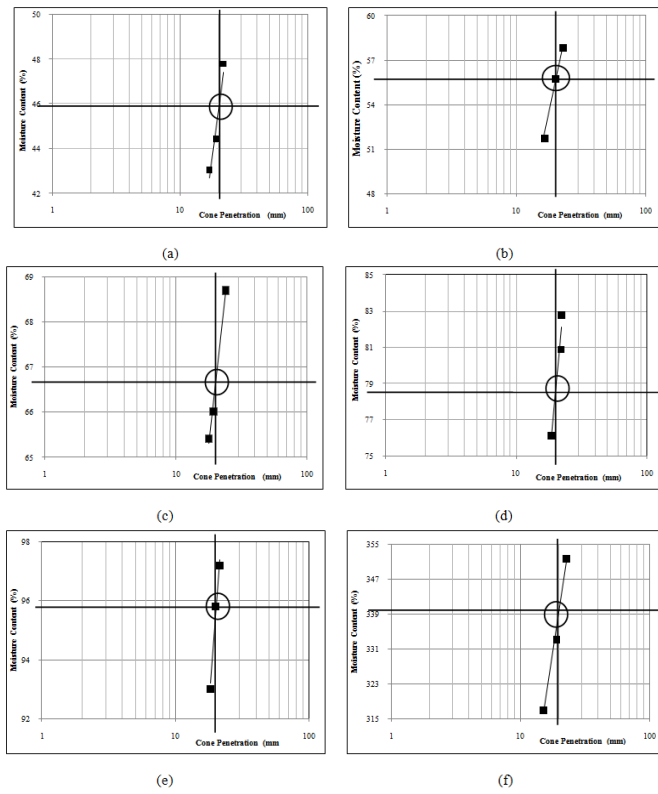 50
48
46
44
42
Moisture Content (%)
1
10
100
Cone Penetration (mm)
(a)
60
57
54
51
48
Moisture Content (%)
1
10
100
Cone Penetration (mm)
(b)
69
68
67
66
65
Moisture Content (%)
1
10
100
Cone Penetration (mm)
(c)
85
83
81
79
77
75
Moisture Content (%)
1
10
100
Cone Penetration (mm)
(d)
98
96
94
92
Moisture Content (%)
1
10
100
Cone Penetration (mm
(e)
355
347
339
331
323
315
Moisture Content (%)
1
10
100
Cone Penetration (mm)
(f)